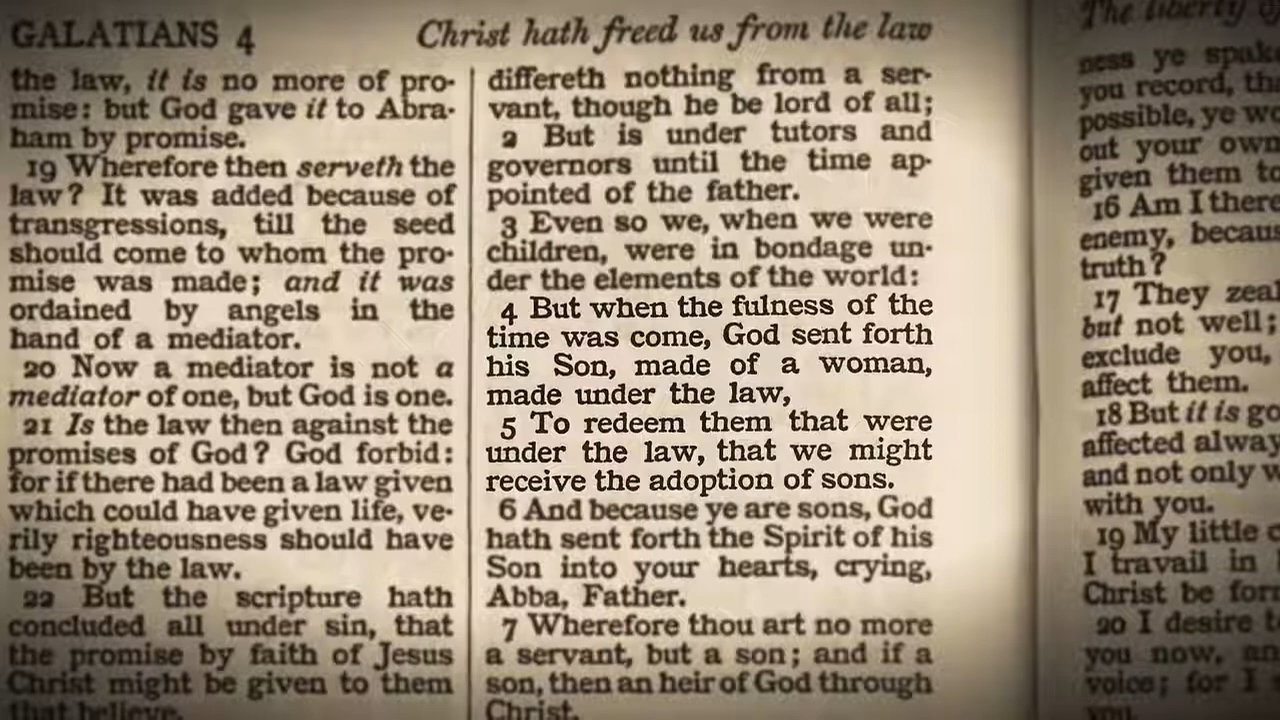 GALATIANS 4
Christ hath freed us from the law
the law, it is no more of pro-
mise: but God gave it to Abra-
ham by promise.
19 Wherefore then serveth the
law? It was added because of
transgressions, till the seed
should come to whom the pro-
mise was made; and it was
ordained by angels in the
hand of a mediator.
20 Now a mediator is not a
mediator of one, but God is one.
21 Is the law then against the
promises of God? God forbid:
for if there had been a law given
which could have given life, ve-
rily righteousness should have
been by the law.
22 But the scripture hath
concluded all under sin, that
the promise by faith of Jesus
Christ might be given to them
that believe.
differeth nothing from a ser-
vant, though he be lord of all;
2 But is under tutors and
governors until the time ap-
pointed of the father.
3 Even so we, when we were
children, were in bondage un-
der the elements of the world:
4 But when the fulness of the
time was come, God sent forth
his Son, made of a woman,
made under the law,
5 To redeem them that were
under the law, that we might
receive the adoption of sons.
6 And because ye are sons, God
hath sent forth the Spirit of his
Son into your hearts, crying,
Abba, Father.
7 Wherefore thou art no more
a servant, but a son; and if a
son, then an heir of God through
Christ.
The liberty
ness ye
you record,
possible, ye
out your own
given them to
16 Am I
enemy,
truth?
17 They
but not well;
exclude you,
affect them.
18 But it is
affected
and not only
with you.
19 My little
I travail in
Christ be
20 I desire
you now,
voice; for I
you.